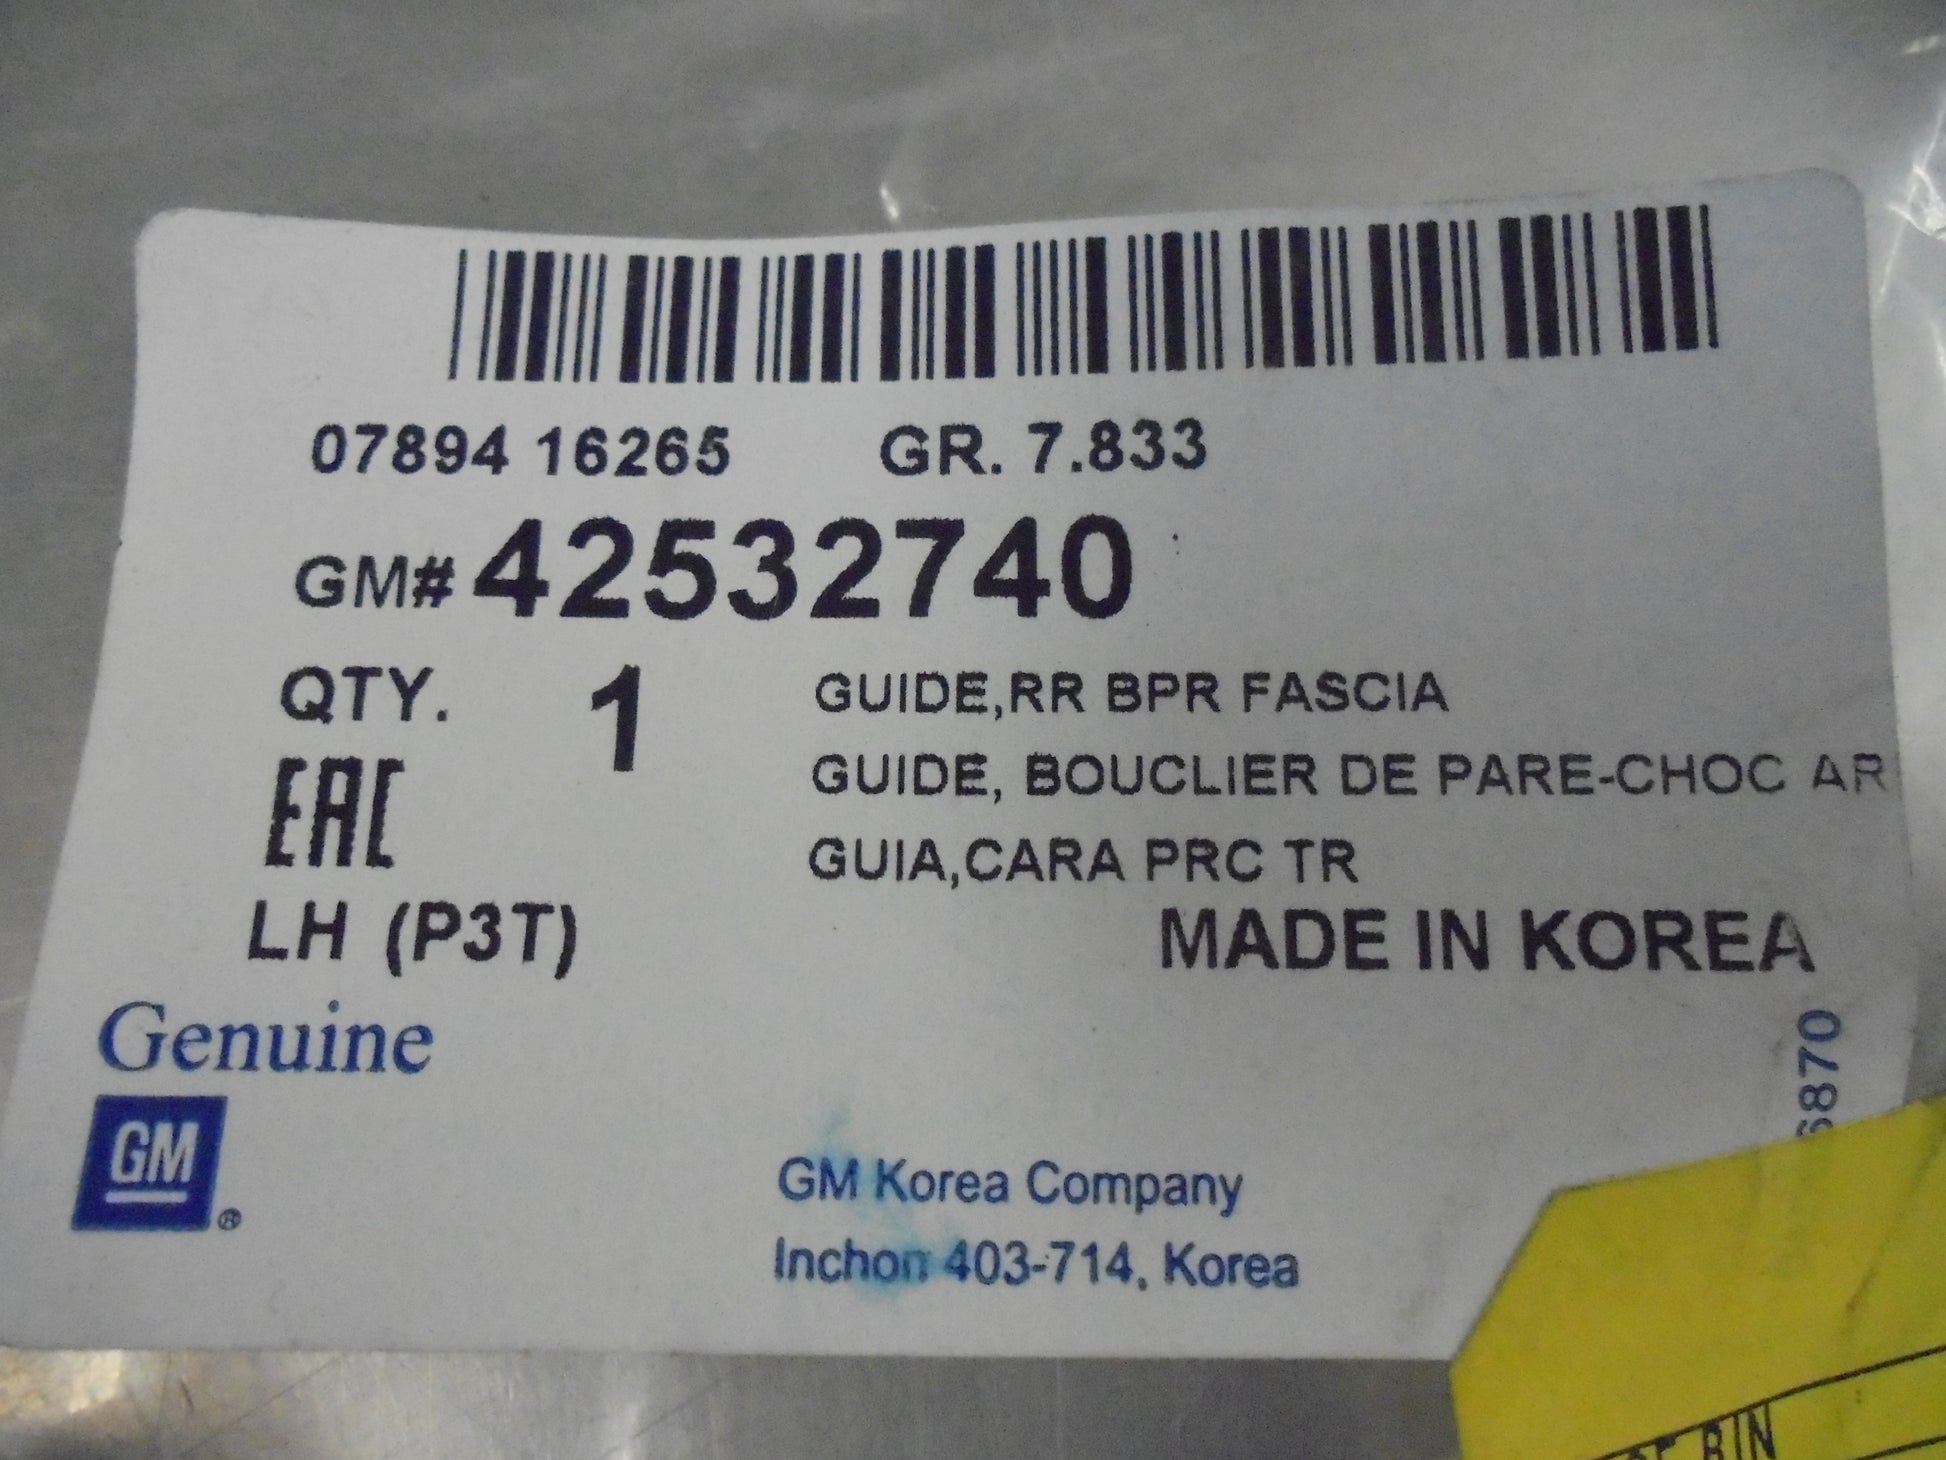 07894 16265 GR. 7.833
GM# 42532740
QTY. 1 GUIDE,RR BPR FASCIA
GUIDE, BOUCLIER DE PARE-CHOC AR
EAC
GUIA,CARA PRC TR
LH (P3T) MADE IN KOREA
Genuine
GM ®
GM Korea Company
Inchon 403-714, Korea
6870
BIN